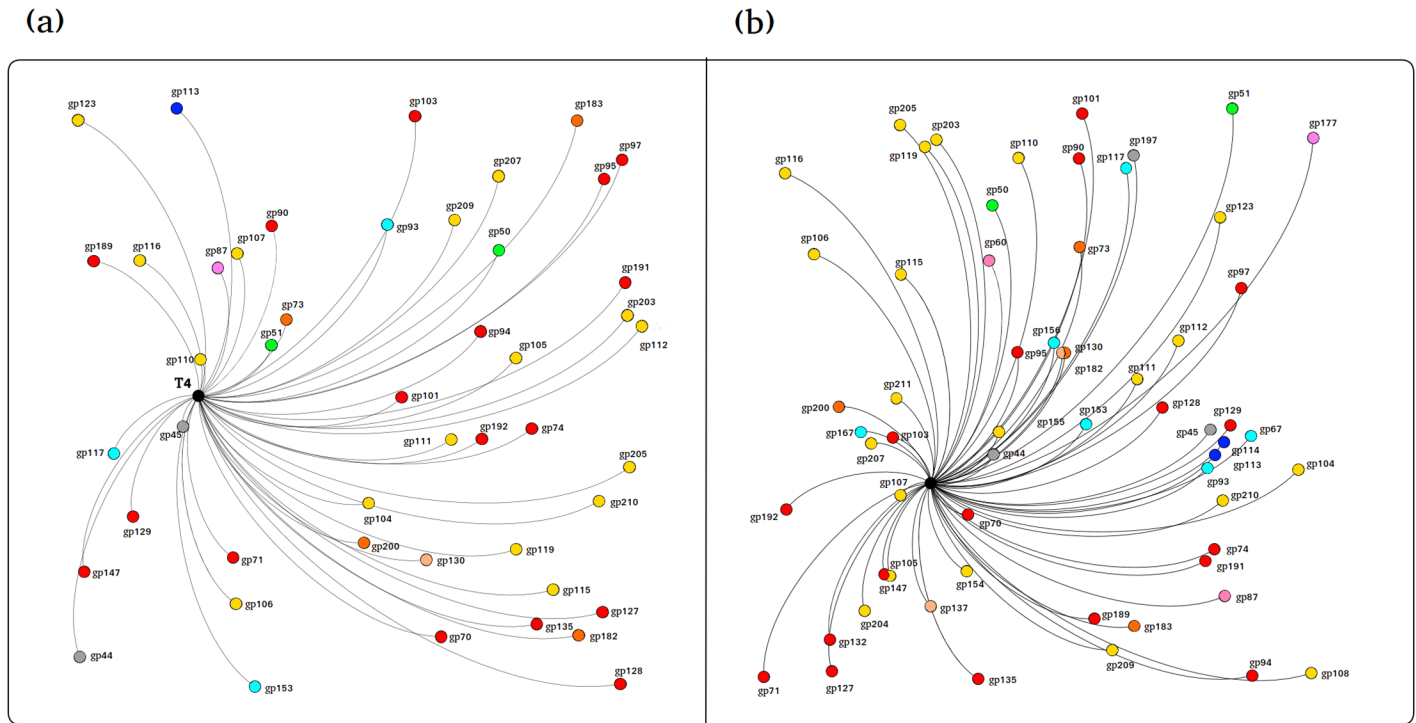 (a)
(b)
gp123
gp113
gp103
gp183
gp97
gp207
gp95
gp90
gp209
gp93
gp107
gp189
gp116
gp87
gp50
gp191
gp73
gp203
gp51
gp94
gp112
gp105
gp110
T4
gp101
gp45
gp192
gp74
gp111
gp117
gp205
gp210
gp104
gp129
gp200
gp71
gp130
gp119
gp147
gp115
gp106
gp127
gp135
gp70
gp182
gp44
gp128
gp153
gp51
gp101
gp205
gp203
gp177
gp197
gp110
gp90
gp117
gp119
gp116
gp50
gp123
gp106
gp60
gp73
gp115
gp97
gp156
gp112
gp95
gp130
gp182
gp111
gp211
gp200
gp128
gp153
gp129
gp155
gp45
gp67
gp167
gp103
gp114
gp207
gp44
gp113
gp104
gp93
gp107
gp210
gp192
gp70
gp74
gp105
gp191
gp147
gp154
gp87
gp137
gp189
gp204
gp183
gp132
gp209
gp94
gp108
gp71
gp127
gp135